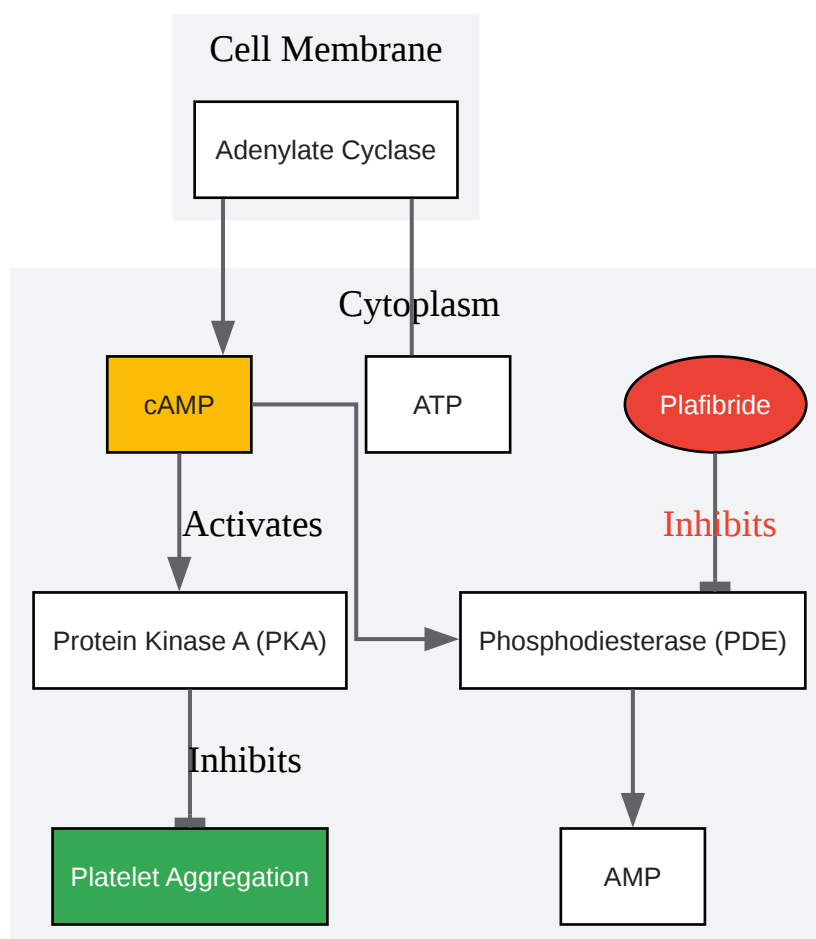 Cell Membrane
Adenylate Cyclase
Cytoplasm
cAMP
ATP
Plafibride
Activates
Inhibits
Protein Kinase A (PKA)
Phosphodiesterase (PDE)
Inhibits
Platelet Aggregation
AMP